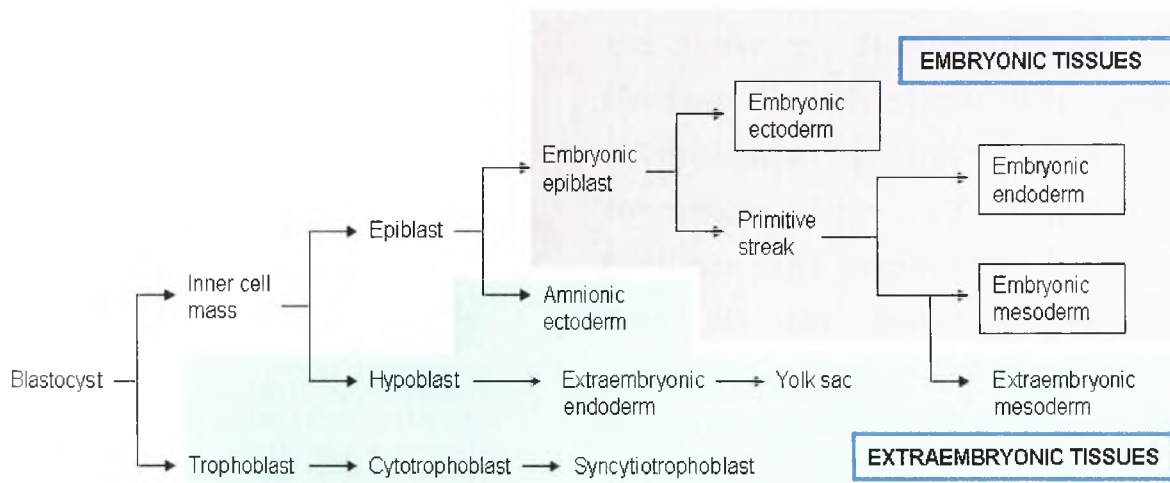 EMBRYONIC TISSUES
Embryonic
ectoderm
Embryonic
epiblast
Embryonic
endoderm
Primitive
streak
Epiblast
Inner cell
mass
Embryonic
mesoderm
Amnionic
ectoderm
Blastocyst
Hypoblast
Extraembryonic
endoderm
Yolk sac
Extraembryonic
mesoderm
Trophoblast
Cytotrophoblast
Syncytiotrophoblast
EXTRAEMBRYONIC TISSUES